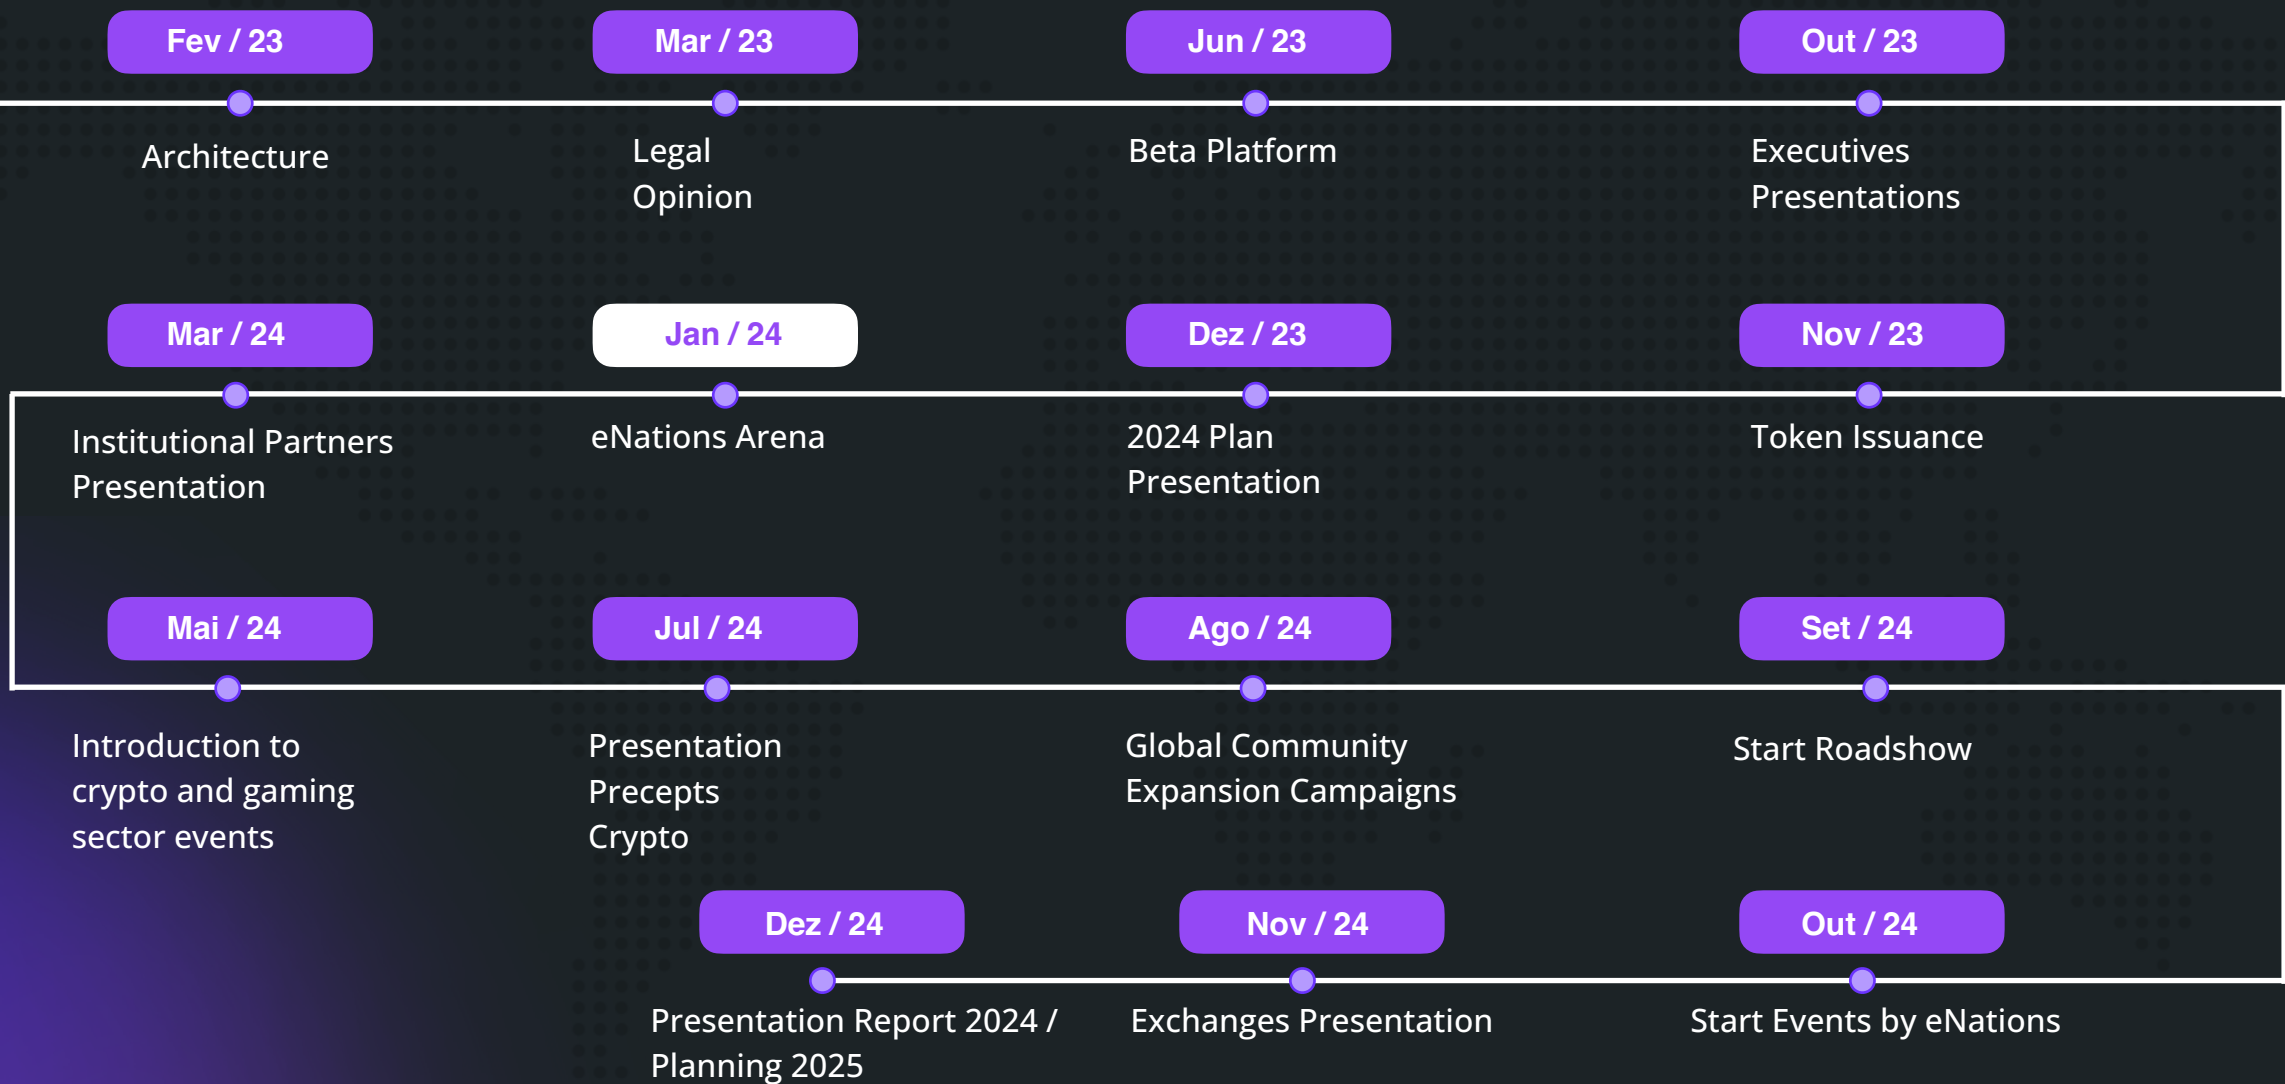 Fev / 23
Mar / 23
Jun / 23
Out / 23
Architecture
Legal
Opinion
Beta Platform
Executives
Presentations
Mar / 24
Jan / 24
Dez / 23
Nov / 23
Institutional Partners
Presentation
eNations Arena
2024 Plan
Presentation
Token Issuance
Mai / 24
Jul / 24
Ago / 24
Set / 24
Introduction to
crypto and gaming
sector events
Presentation
Precepts
Crypto
Global Community
Expansion Campaigns
Start Roadshow
Dez / 24
Nov / 24
Out / 24
Presentation Report 2024 /
Planning 2025
Exchanges Presentation
Start Events by eNations